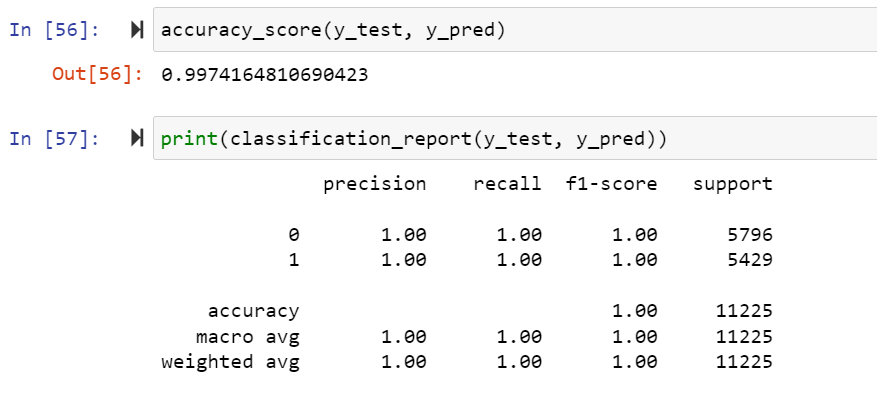 In [56]: accuracy_score(y_test, y_pred)
Out[56]: 0.9974164810690423
In [57]: print(classification_report(y_test, y_pred))
precision recall f1-score support
0 1.00 1.00 1.00 5796
1 1.00 1.00 1.00 5429
accuracy 1.00 11225
macro avg 1.00 1.00 1.00 11225
weighted avg 1.00 1.00 1.00 11225